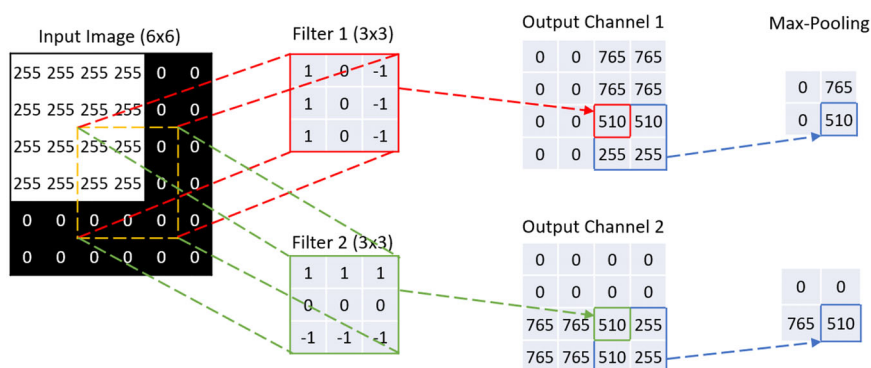 Input Image (6x6)
255 255 255 255 0 0
255 255 255 255 0 0
255 255 255 255 0 0
255 255 255 255 0 0
0 0 0 0 0 0
0 0 0 0 0 0
Filter 1 (3x3)
1 0 -1
1 0 -1
1 0 -1
Filter 2 (3x3)
1 1 1
0 0 0
-1 -1 -1
Output Channel 1
0 0 765 765
0 0 765 765
0 0 510 510
0 0 255 255
Output Channel 2
0 0 0 0
0 0 0 0
765 765 510 255
765 765 510 255
Max-Pooling
0 765
0 510
0 0
765 510